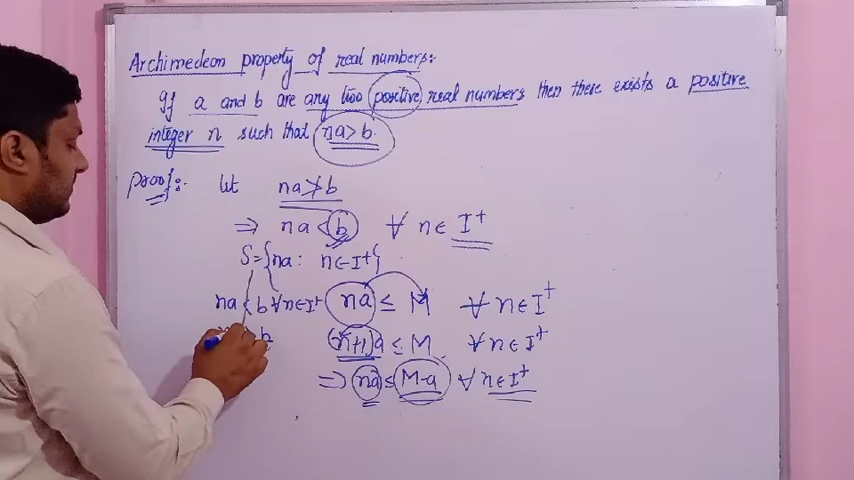 Archimedean property of real numbers:
If a and b are any two positive real numbers then there exists a positive
integer n such that na > b.
Proof:- let na ≯ b
⇒ na < b ∀ n ∈ I⁺
S = {na : n ∈ I⁺}
na < b ∀ n ∈ I⁺ na ≤ M ∀ n ∈ I⁺
b (n+1)a ≤ M ∀ n ∈ I⁺
⇒ na ≤ M-a ∀ n ∈ I⁺